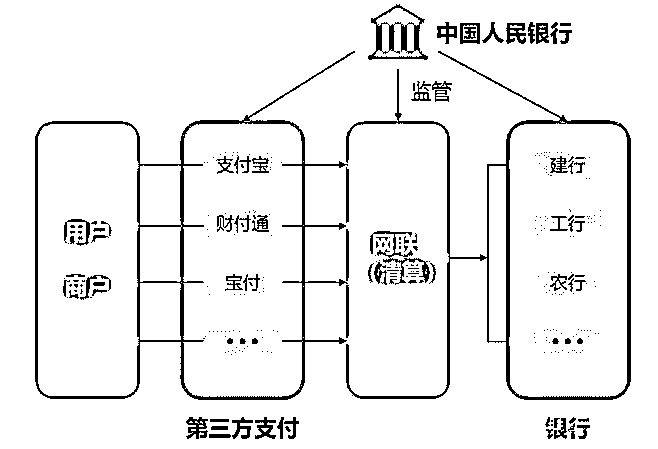 中国人民银行
监管
用户
商户
支付宝
财付通
宝付
•••
网联
(清算)
建行
工行
农行
•••
第三方支付
银行